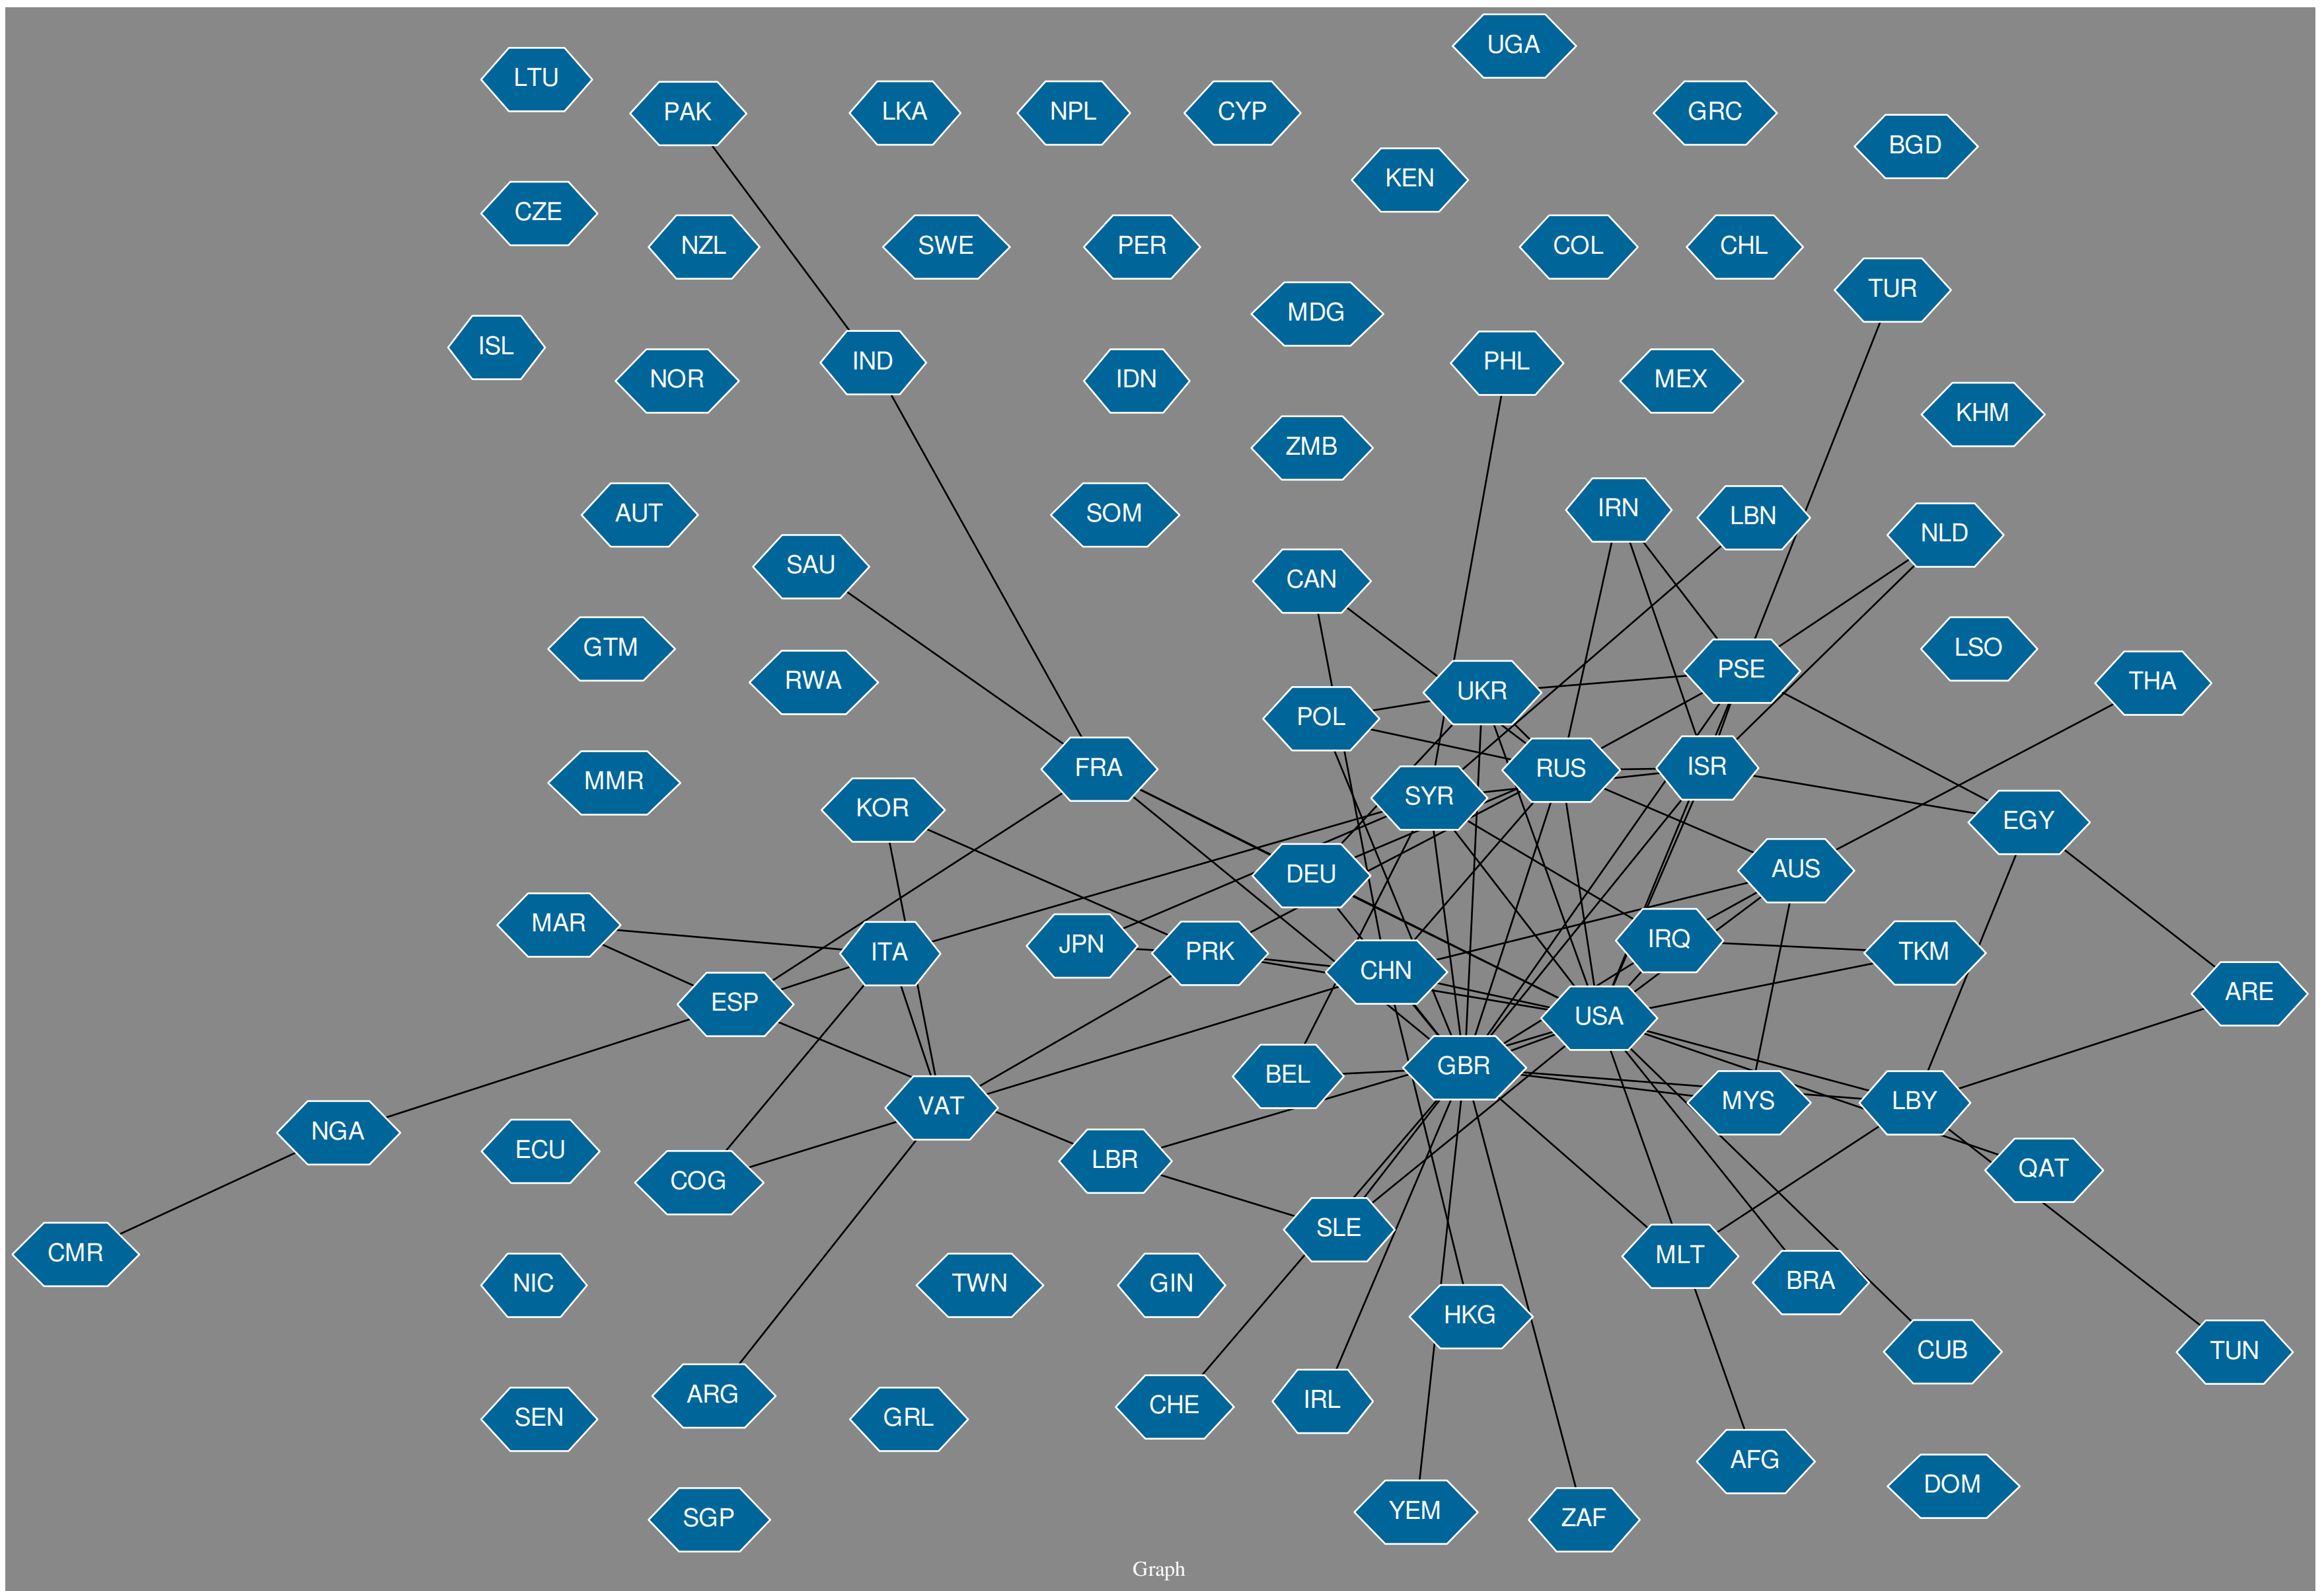 UGA
LTU
PAK
LKA
NPL
CYP
GRC
BGD
KEN
CZE
NZL
SWE
PER
COL
CHL
TUR
MDG
ISL
NOR
IND
IDN
PHL
MEX
KHM
ZMB
AUT
SOM
IRN
LBN
NLD
SAU
CAN
GTM
RWA
UKR
PSE
LSO
THA
POL
MMR
FRA
KOR
SYR
RUS
ISR
EGY
DEU
AUS
MAR
ITA
JPN
PRK
CHN
IRQ
TKM
ESP
USA
ARE
NGA
VAT
BEL
GBR
MYS
LBY
ECU
COG
LBR
QAT
CMR
NIC
TWN
GIN
SLE
MLT
BRA
HKG
CUB
TUN
SEN
ARG
GRL
CHE
IRL
AFG
DOM
SGP
YEM
ZAF
Graph